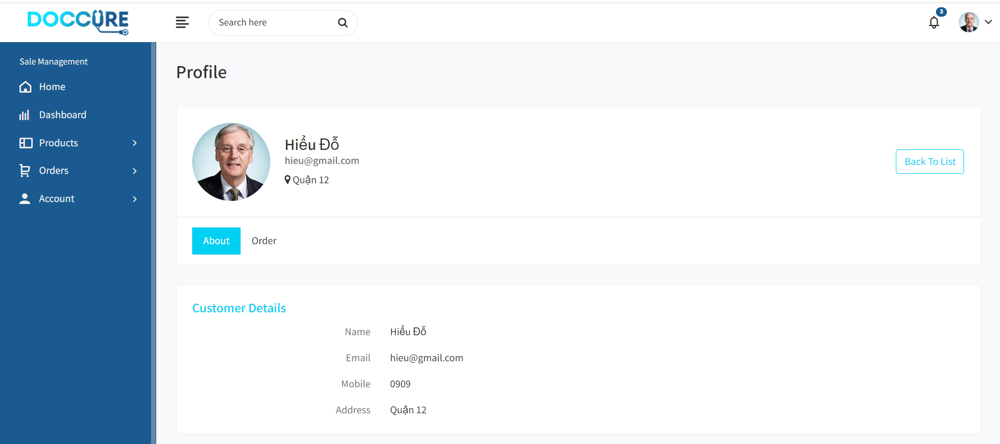 DOCCURE
Search here
3
Sale Management
Home
Dashboard
Products
Orders
Account
Profile
Hiểu Đỗ
hieu@gmail.com
Quận 12
Back To List
About Order
Customer Details
Name Hiểu Đỗ
Email hieu@gmail.com
Mobile 0909
Address Quận 12